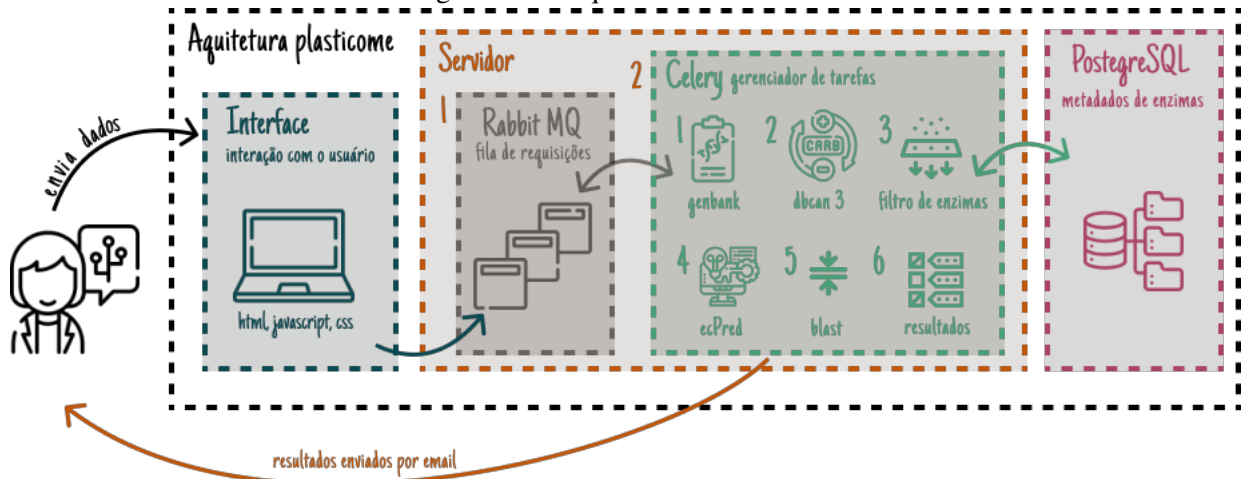 Aquitetura plasticome
envia dados
Interface
interação com o usuário
html, javascript, css
Servidor
1
Rabbit MQ
fila de requisições
2
Celery gerenciador de tarefas
1
genbank
2
CARB
dbcan 3
3
filtro de enzimas
4
ecPred
5
blast
6
resultados
PostegreSQL
metadados de enzimas
resultados enviados por email